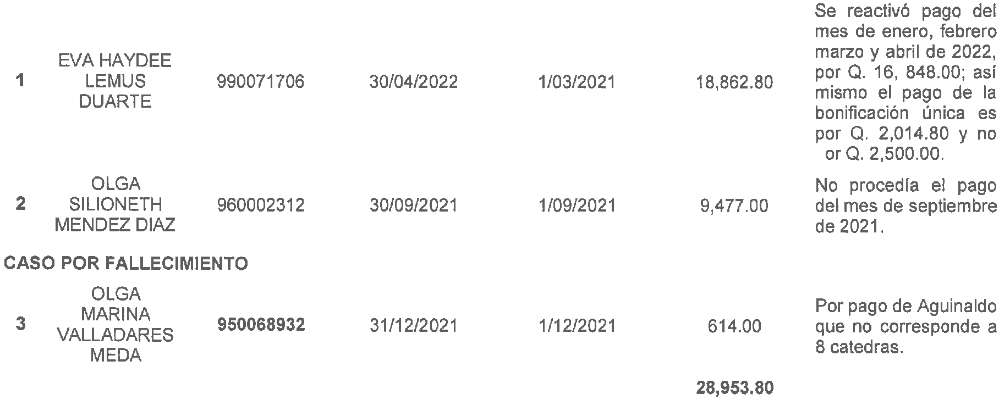 1 EVA HAYDEE LEMUS DUARTE 990071706 30/04/2022 1/03/2021 18,862.80
Se reactivó pago del
mes de enero, febrero
marzo y abril de 2022,
por Q. 16, 848.00; así
mismo el pago de la
bonificación única es
por Q. 2,014.80 y no
or Q. 2,500.00.
2 OLGA SILIONETH MENDEZ DIAZ 960002312 30/09/2021 1/09/2021 9,477.00
No procedía el pago
del mes de septiembre
de 2021.
CASO POR FALLECIMIENTO
3 OLGA MARINA VALLADARES MEDA 950068932 31/12/2021 1/12/2021 614.00
Por pago de Aguinaldo
que no corresponde a
8 catedras.
28,953.80